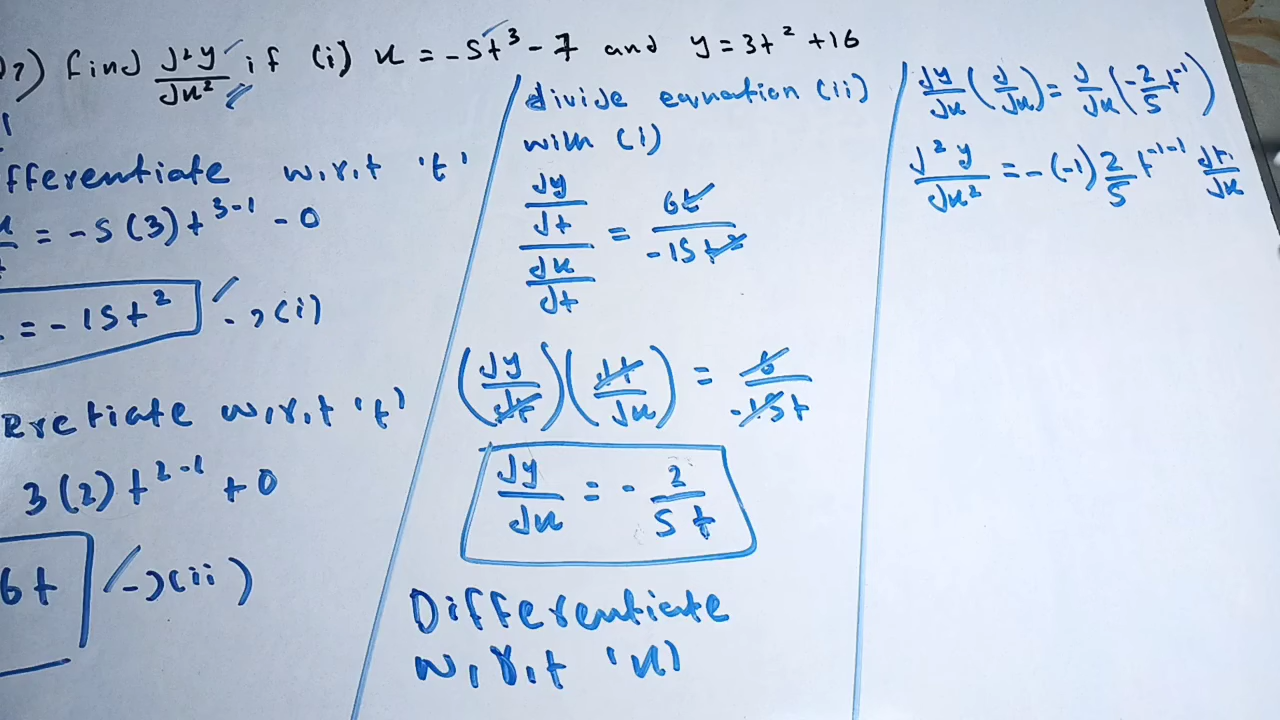 ?) find d²y/dx² if (i) x = -5t³ - 7 and y = 3t² + 16
fferentiate w.r.t 't'
= -5(3)t³⁻¹ - 0
= -15t² -> (i)
eretiate w.r.t 't'
3(2)t²⁻¹ + 0
6t -> (ii)
divide equation (ii)
with (i)
(dy/dt)/(dx/dt) = 6t/-15t²
(dy/dt)(dt/dx) = 6/-15t
dy/dx = - 2/5t
Differentiate
w.r.t 'x'
dy/dx (d/dx) = d/dx (-2/5 t⁻¹)
d²y/dx² = -(-1) 2/5 t⁻¹⁻¹ dt/dx